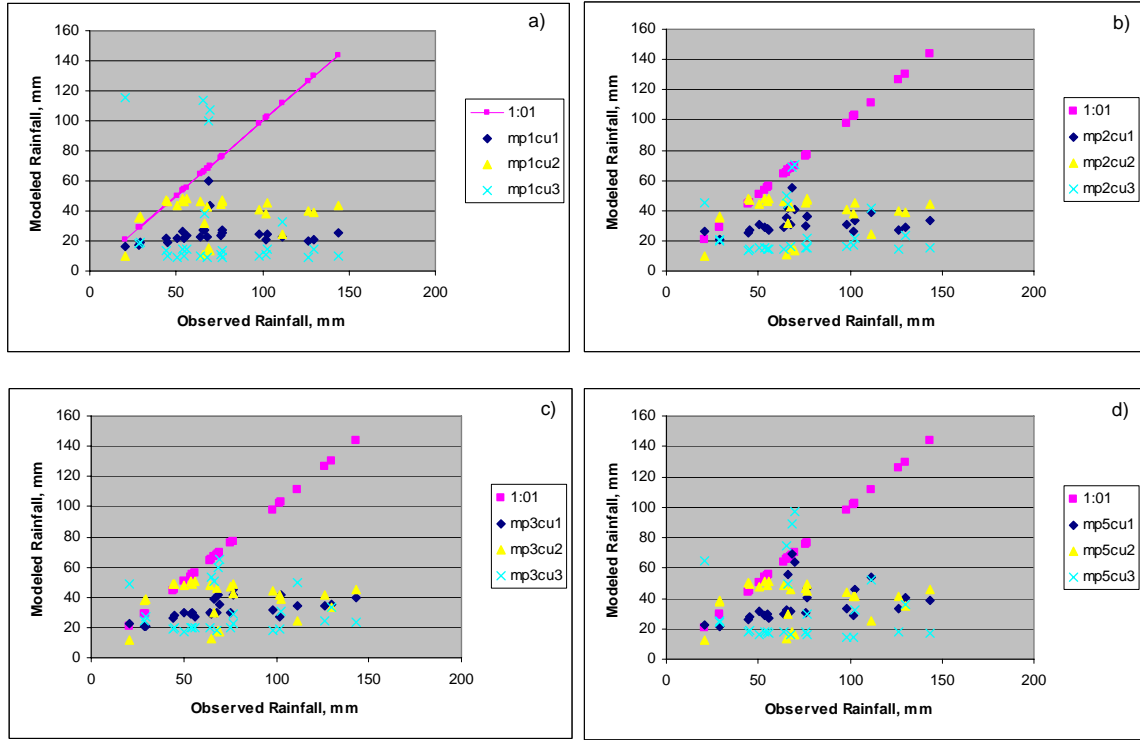 a)
160
140
120
100
80
60
40
20
0
0 50 100 150 200
Modeled Rainfall, mm
Observed Rainfall, mm
1:01
mp1cu1
mp1cu2
mp1cu3
b)
160
140
120
100
80
60
40
20
0
0 50 100 150 200
Modeled Rainfall, mm
Observed Rainfall, mm
1:01
mp2cu1
mp2cu2
mp2cu3
c)
160
140
120
100
80
60
40
20
0
0 50 100 150 200
Modeled Rainfall, mm
Observed Rainfall, mm
1:01
mp3cu1
mp3cu2
mp3cu3
d)
160
140
120
100
80
60
40
20
0
0 50 100 150 200
Modeled Rainfall, mm
Observed Rainfall, mm
1:01
mp5cu1
mp5cu2
mp5cu3